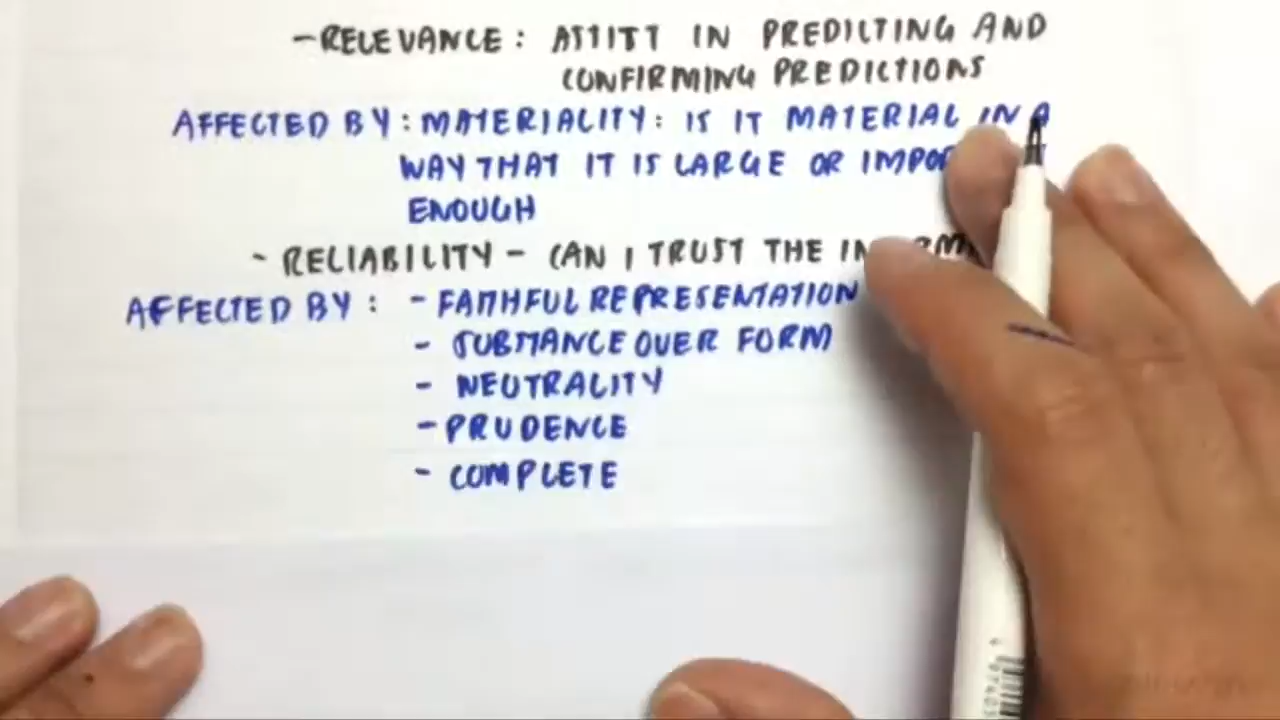 - RELEVANCE: ASSIST IN PREDICTING AND
CONFIRMING PREDICTIONS
AFFECTED BY: MATERIALITY: IS IT MATERIAL IN A
WAY THAT IT IS LARGE OR
ENOUGH
- RELIABILITY - CAN I TRUST THE
AFFECTED BY: - FAITHFUL REPRESENTATION
- SUBSTANCE OVER FORM
- NEUTRALITY
- PRUDENCE
- COMPLETE